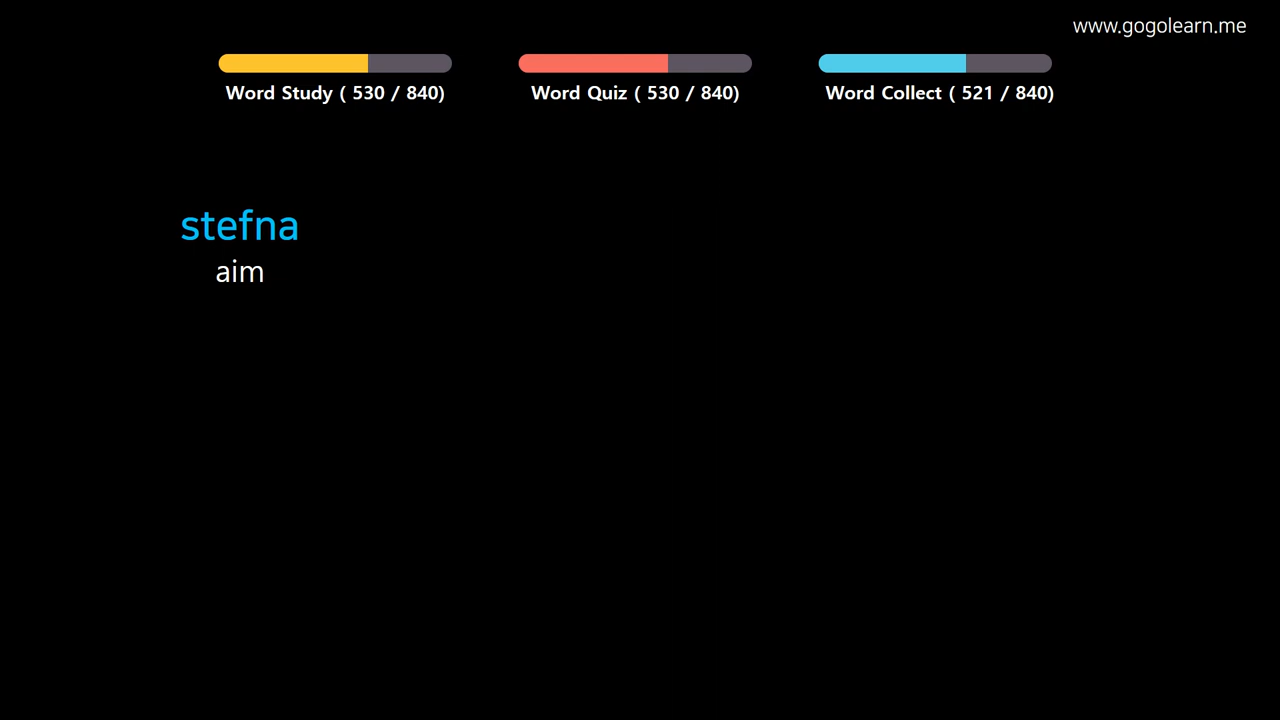 www.gogolearn.me
Word Study ( 530 / 840)
Word Quiz ( 530 / 840)
Word Collect ( 521 / 840)
stefna
aim